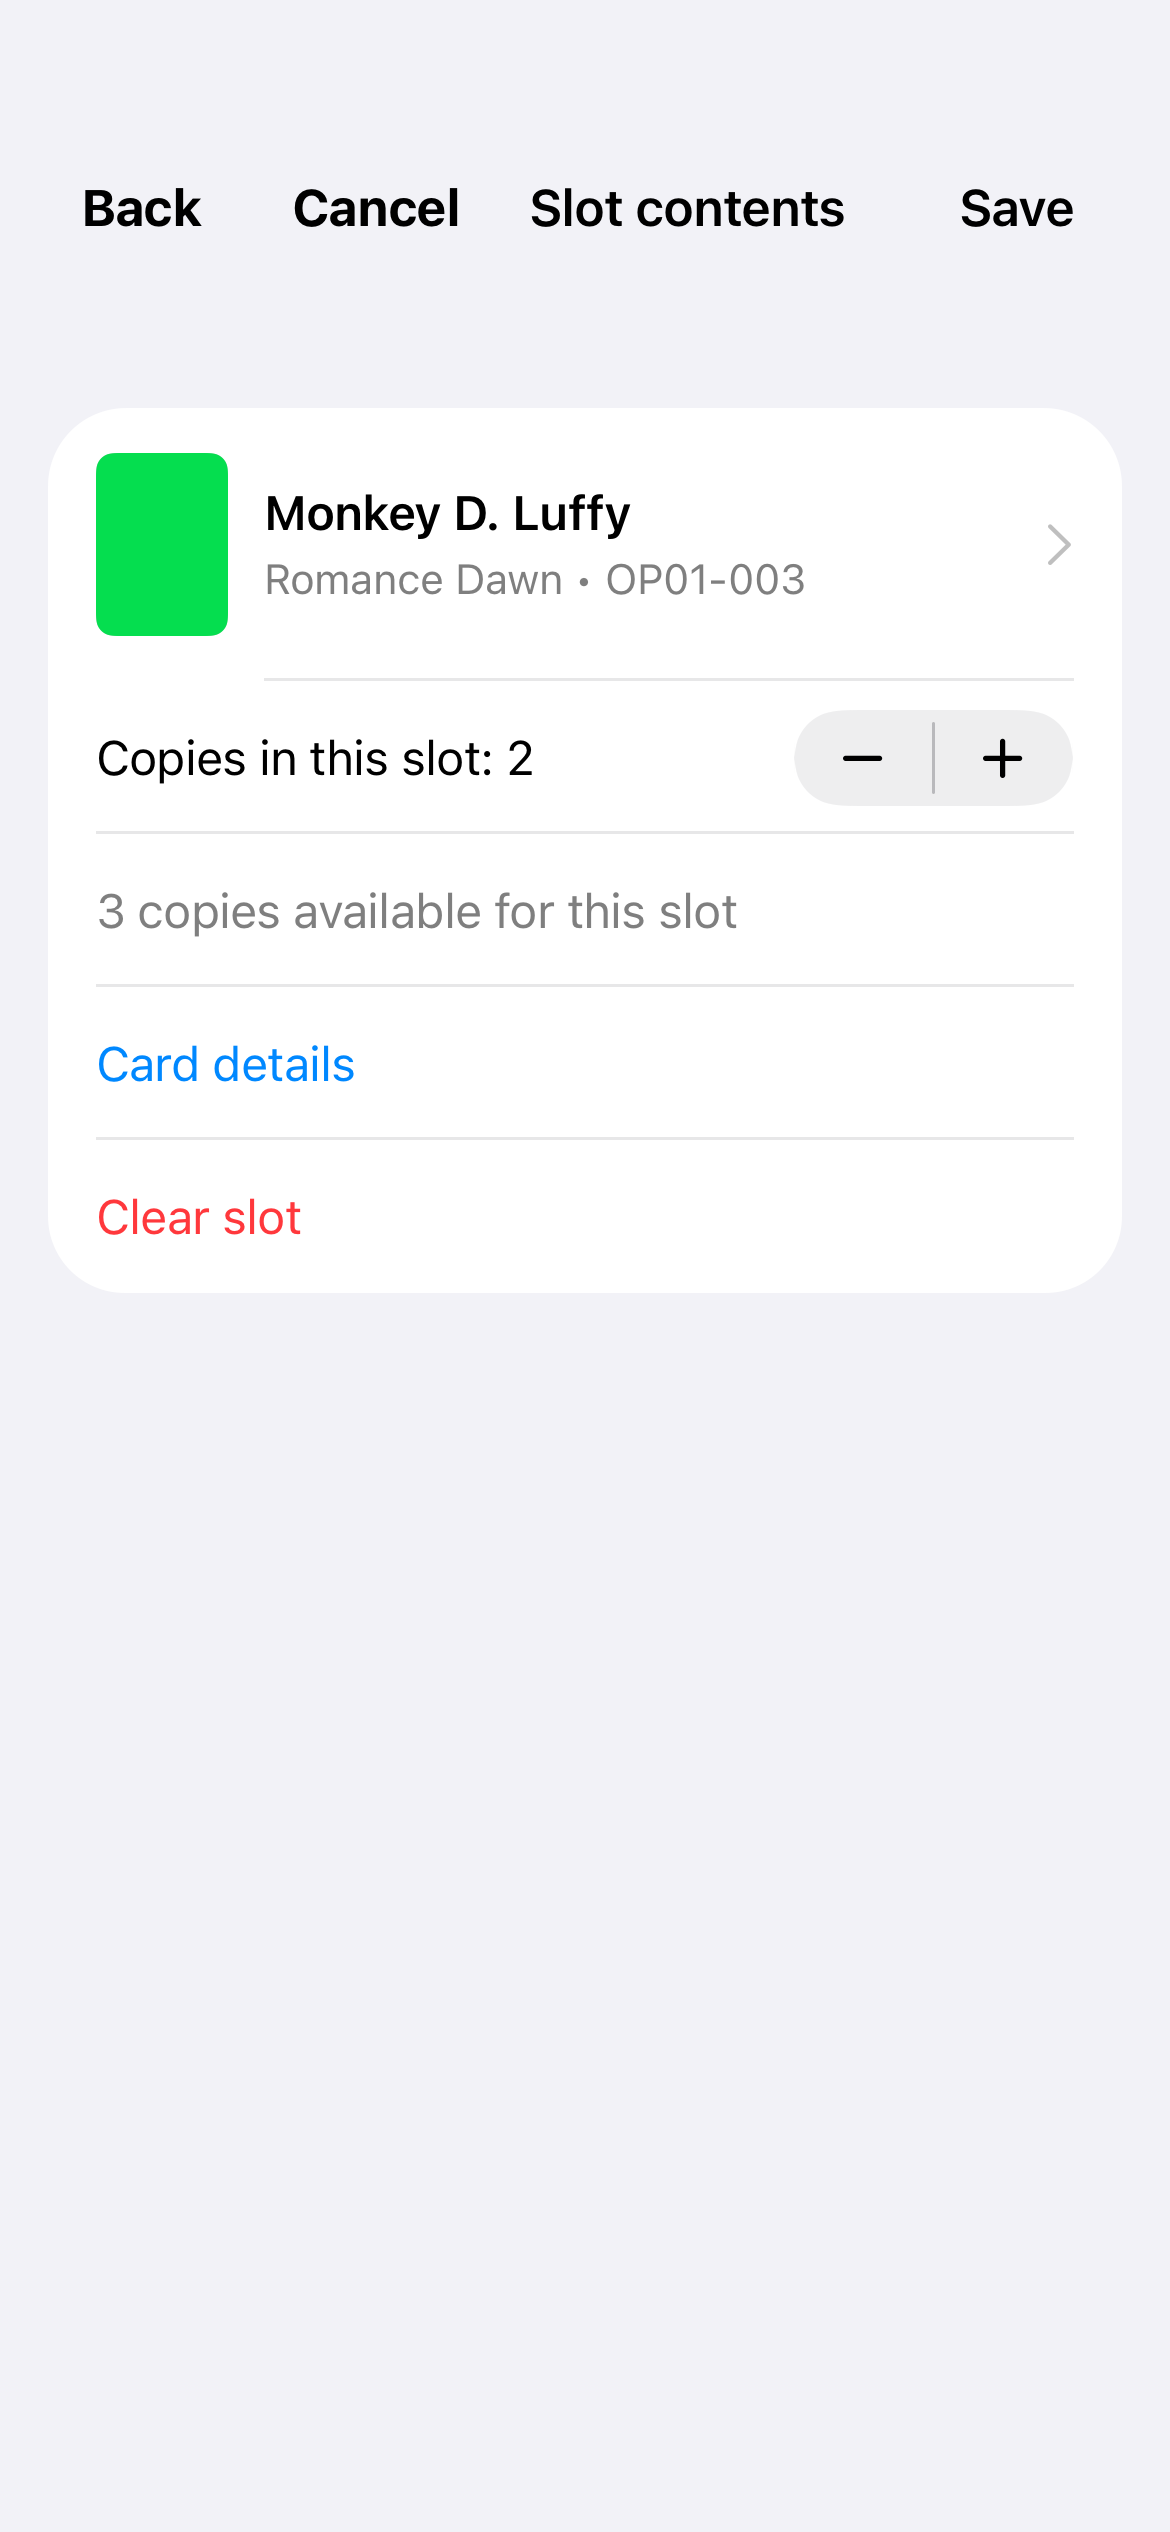 Back Cancel Slot contents Save
Monkey D. Luffy
Romance Dawn • OP01-003
Copies in this slot: 2
3 copies available for this slot
Card details
Clear slot